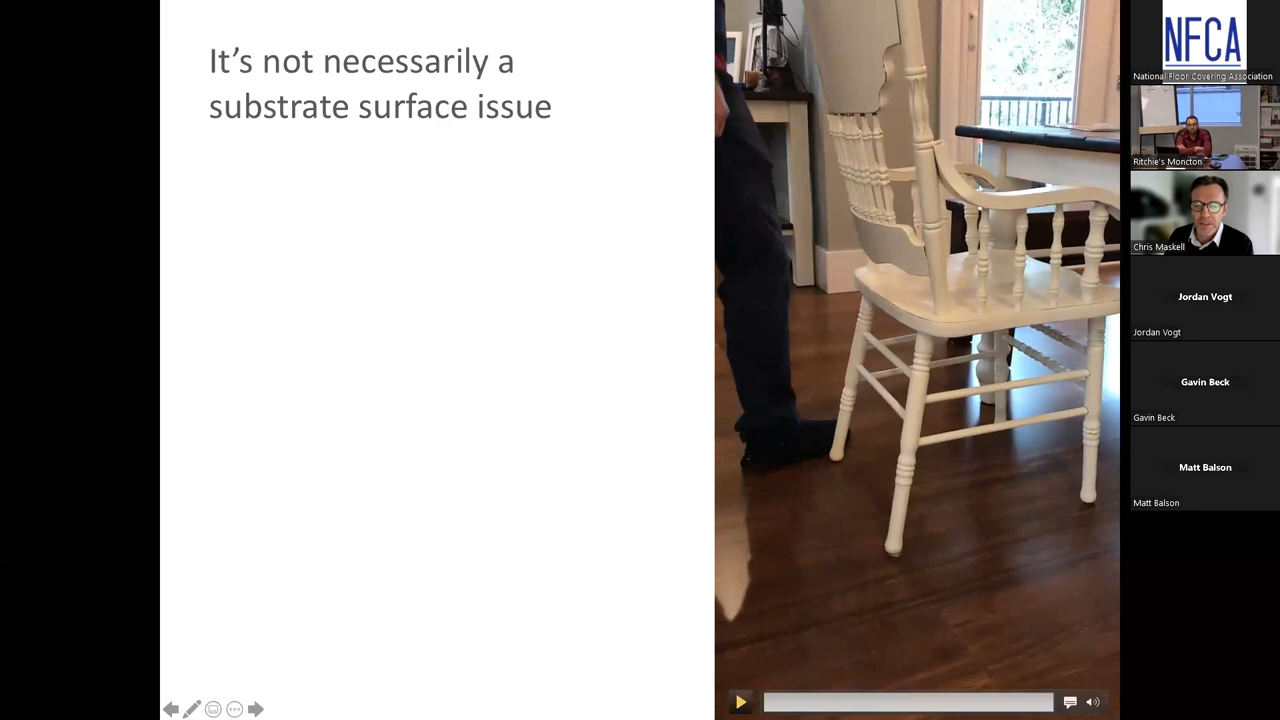 It's not necessarily a
substrate surface issue
NFCA
National Floor Covering Association
Ritchie's Moncton
Chris Maskell
Jordan Vogt
Jordan Vogt
Gavin Beck
Gavin Beck
Matt Balson
Matt Balson